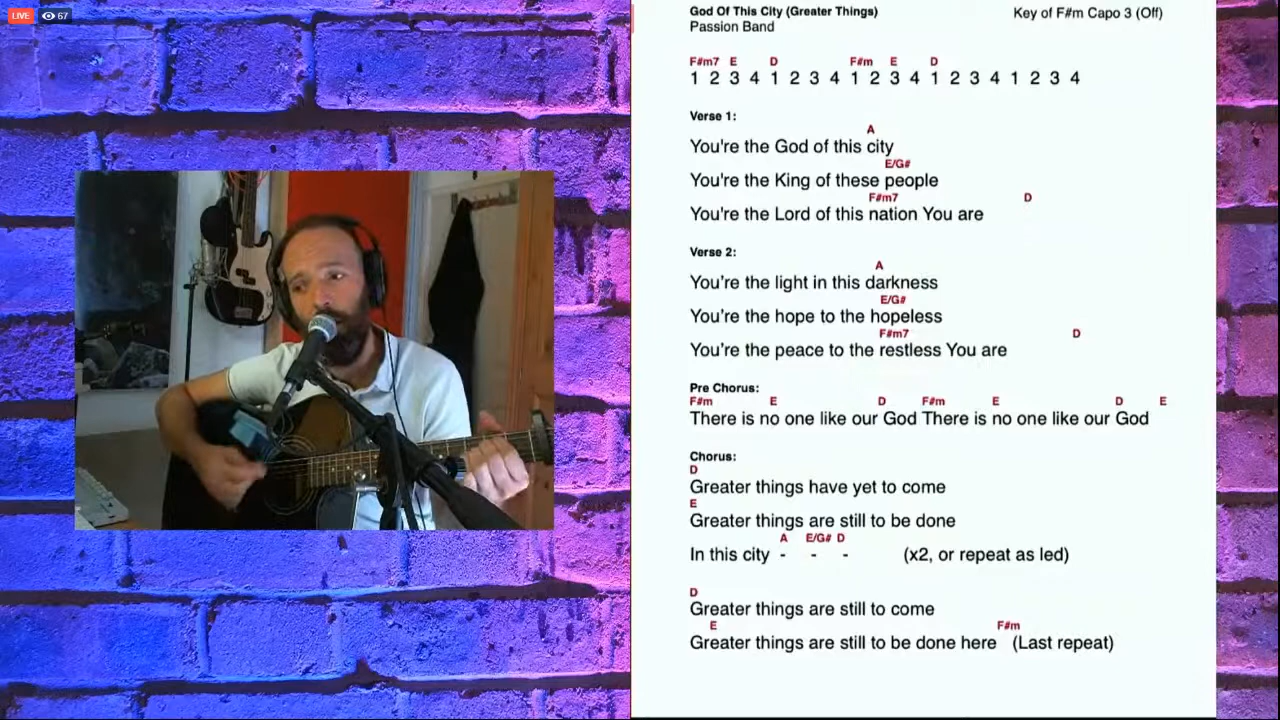 LIVE 67
God Of This City (Greater Things) Key of F#m Capo 3 (Off)
Passion Band
F#m7 E D F#m E D
1 2 3 4 1 2 3 4 1 2 3 4 1 2 3 4 1 2 3 4
Verse 1:
A
You're the God of this city
E/G#
You're the King of these people
F#m7 D
You're the Lord of this nation You are
Verse 2:
A
You're the light in this darkness
E/G#
You're the hope to the hopeless
F#m7 D
You're the peace to the restless You are
Pre Chorus:
F#m E D F#m E D E
There is no one like our God There is no one like our God
Chorus:
D
Greater things have yet to come
E
Greater things are still to be done
A E/G# D
In this city - - - (x2, or repeat as led)
D
Greater things are still to come
E F#m
Greater things are still to be done here (Last repeat)